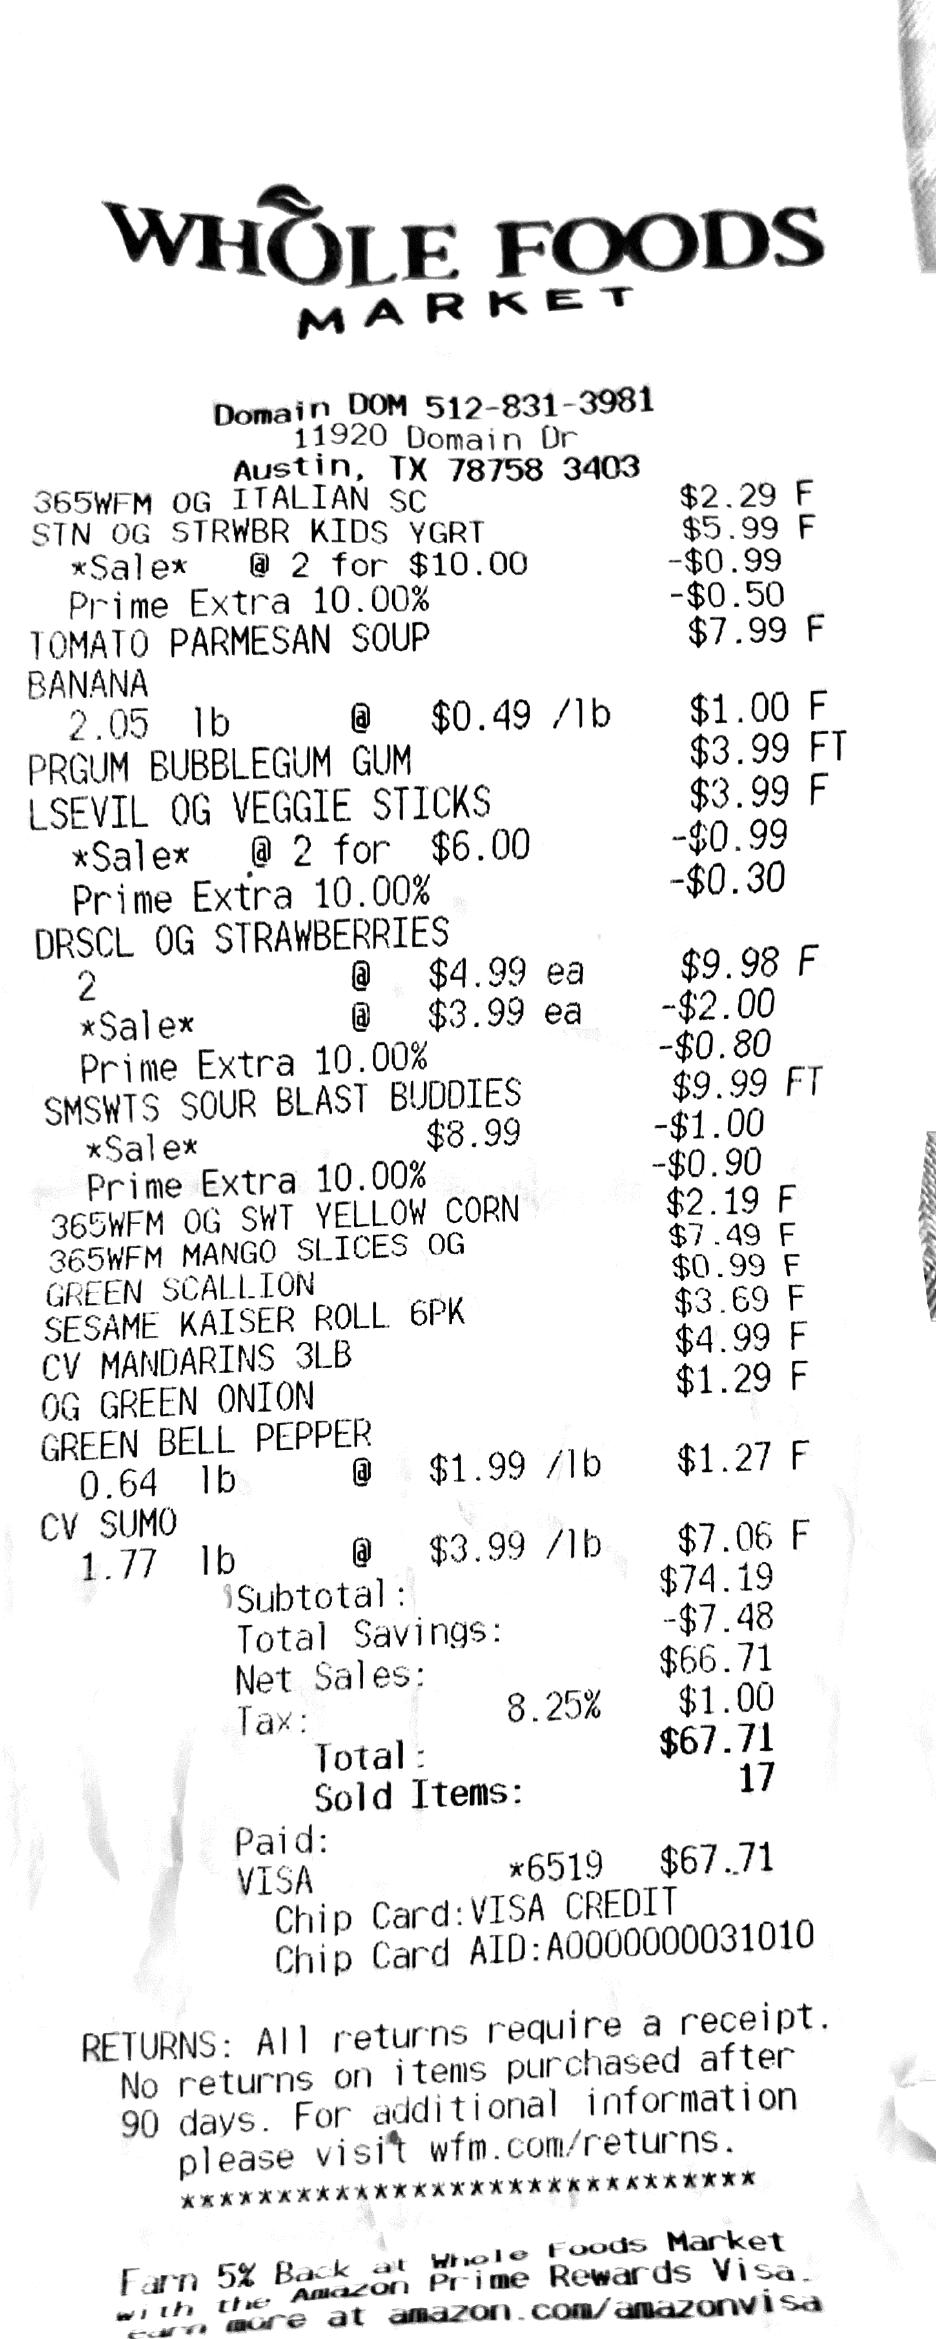 WHOLE FOODS
MARKET
Domain DOM 512-831-3981
11920 Domain Dr
Austin, TX 78758 3403
365WFM OG ITALIAN SC $2.29 F
STN OG STRWBR KIDS YGRT $5.99 F
*Sale* @ 2 for $10.00 -$0.99
Prime Extra 10.00% -$0.50
TOMATO PARMESAN SOUP $7.99 F
BANANA
2.05 lb @ $0.49 /lb $1.00 F
PRGUM BUBBLEGUM GUM $3.99 FT
LSEVIL OG VEGGIE STICKS $3.99 F
*Sale* @ 2 for $6.00 -$0.99
Prime Extra 10.00% -$0.30
DRSCL OG STRAWBERRIES
2 @ $4.99 ea $9.98 F
*Sale* @ $3.99 ea -$2.00
Prime Extra 10.00% -$0.80
SMSWTS SOUR BLAST BUDDIES $9.99 FT
*Sale* $8.99 -$1.00
Prime Extra 10.00% -$0.90
365WFM OG SWT YELLOW CORN $2.19 F
365WFM MANGO SLICES OG $7.49 F
GREEN SCALLION $0.99 F
SESAME KAISER ROLL 6PK $3.69 F
CV MANDARINS 3LB $4.99 F
OG GREEN ONION $1.29 F
GREEN BELL PEPPER
0.64 lb @ $1.99 /lb $1.27 F
CV SUMO
1.77 lb @ $3.99 /lb $7.06 F
Subtotal: $74.19
Total Savings: -$7.48
Net Sales: $66.71
Tax: 8.25% $1.00
Total: $67.71
Sold Items: 17
Paid:
VISA *6519 $67.71
Chip Card:VISA CREDIT
Chip Card AID:A0000000031010
RETURNS: All returns require a receipt.
No returns on items purchased after
90 days. For additional information
please visit wfm.com/returns.
******************************
Earn 5% Back at Whole Foods Market
with the Amazon Prime Rewards Visa.
more at amazon.com/amazonvisa